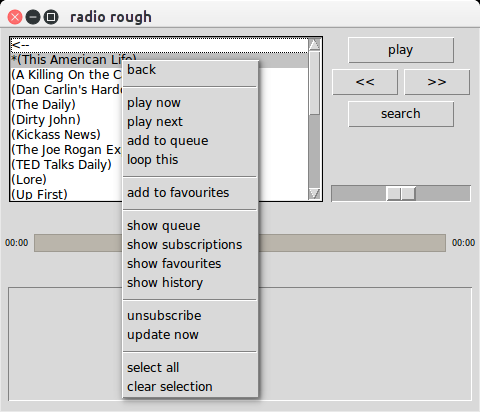 radio rough
<--
*(This American Life)
(A Killing On the C
(Dan Carlin's Hard
(The Daily)
(Dirty John)
(Kickass News)
(The Joe Rogan Ex
(TED Talks Daily)
(Lore)
(Up First)
back
play now
play next
add to queue
loop this
add to favourites
show queue
show subscriptions
show favourites
show history
unsubscribe
update now
select all
clear selection
play
<< >>
search
00:00 00:00